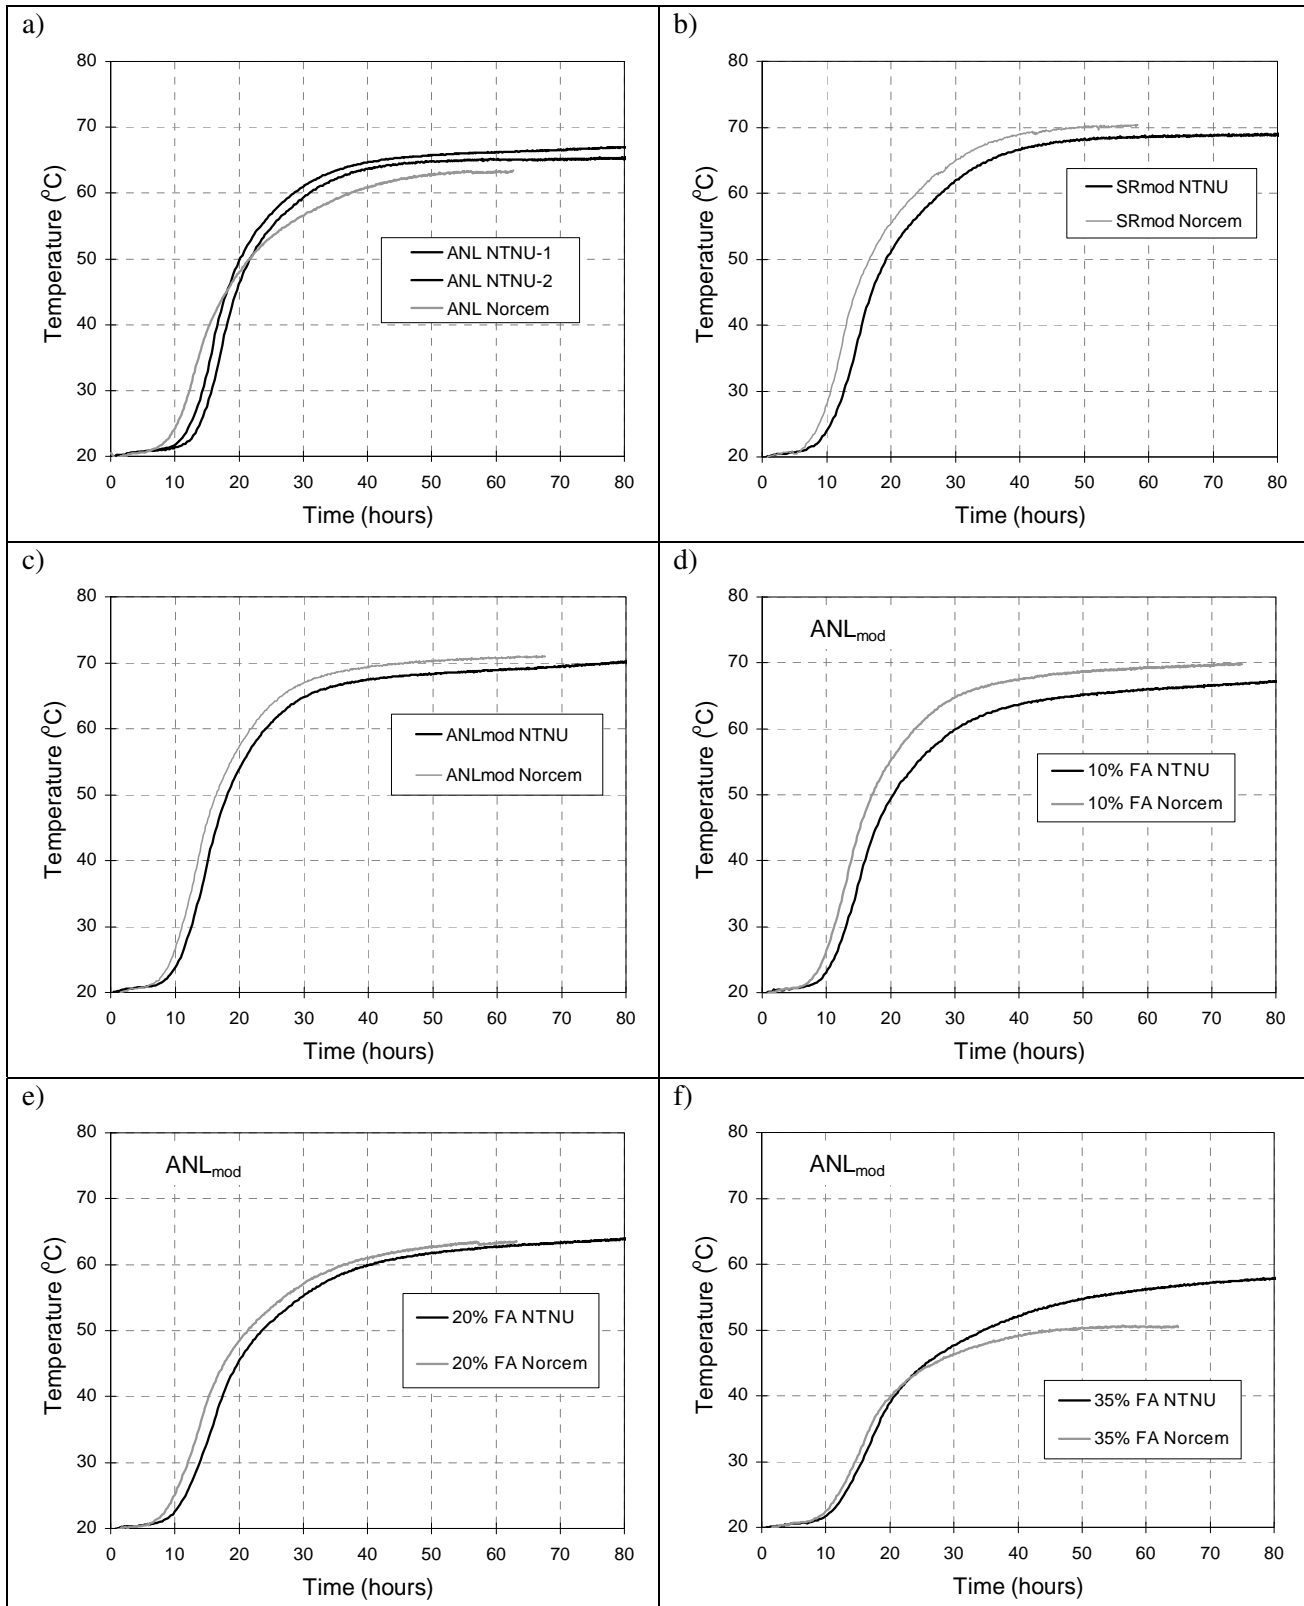 a)
80
70
60
50
40
30
20
Temperature (ºC)
ANL NTNU-1
ANL NTNU-2
ANL Norcem
0 10 20 30 40 50 60 70 80
Time (hours)
b)
80
70
60
50
40
30
20
Temperature (ºC)
SRmod NTNU
SRmod Norcem
0 10 20 30 40 50 60 70 80
Time (hours)
c)
80
70
60
50
40
30
20
Temperature (ºC)
ANLmod NTNU
ANLmod Norcem
0 10 20 30 40 50 60 70 80
Time (hours)
d)
80
70
60
50
40
30
20
Temperature (ºC)
ANLmod
10% FA NTNU
10% FA Norcem
0 10 20 30 40 50 60 70 80
Time (hours)
e)
80
70
60
50
40
30
20
Temperature (ºC)
ANLmod
20% FA NTNU
20% FA Norcem
0 10 20 30 40 50 60 70 80
Time (hours)
f)
80
70
60
50
40
30
20
Temperature (ºC)
ANLmod
35% FA NTNU
35% FA Norcem
0 10 20 30 40 50 60 70 80
Time (hours)